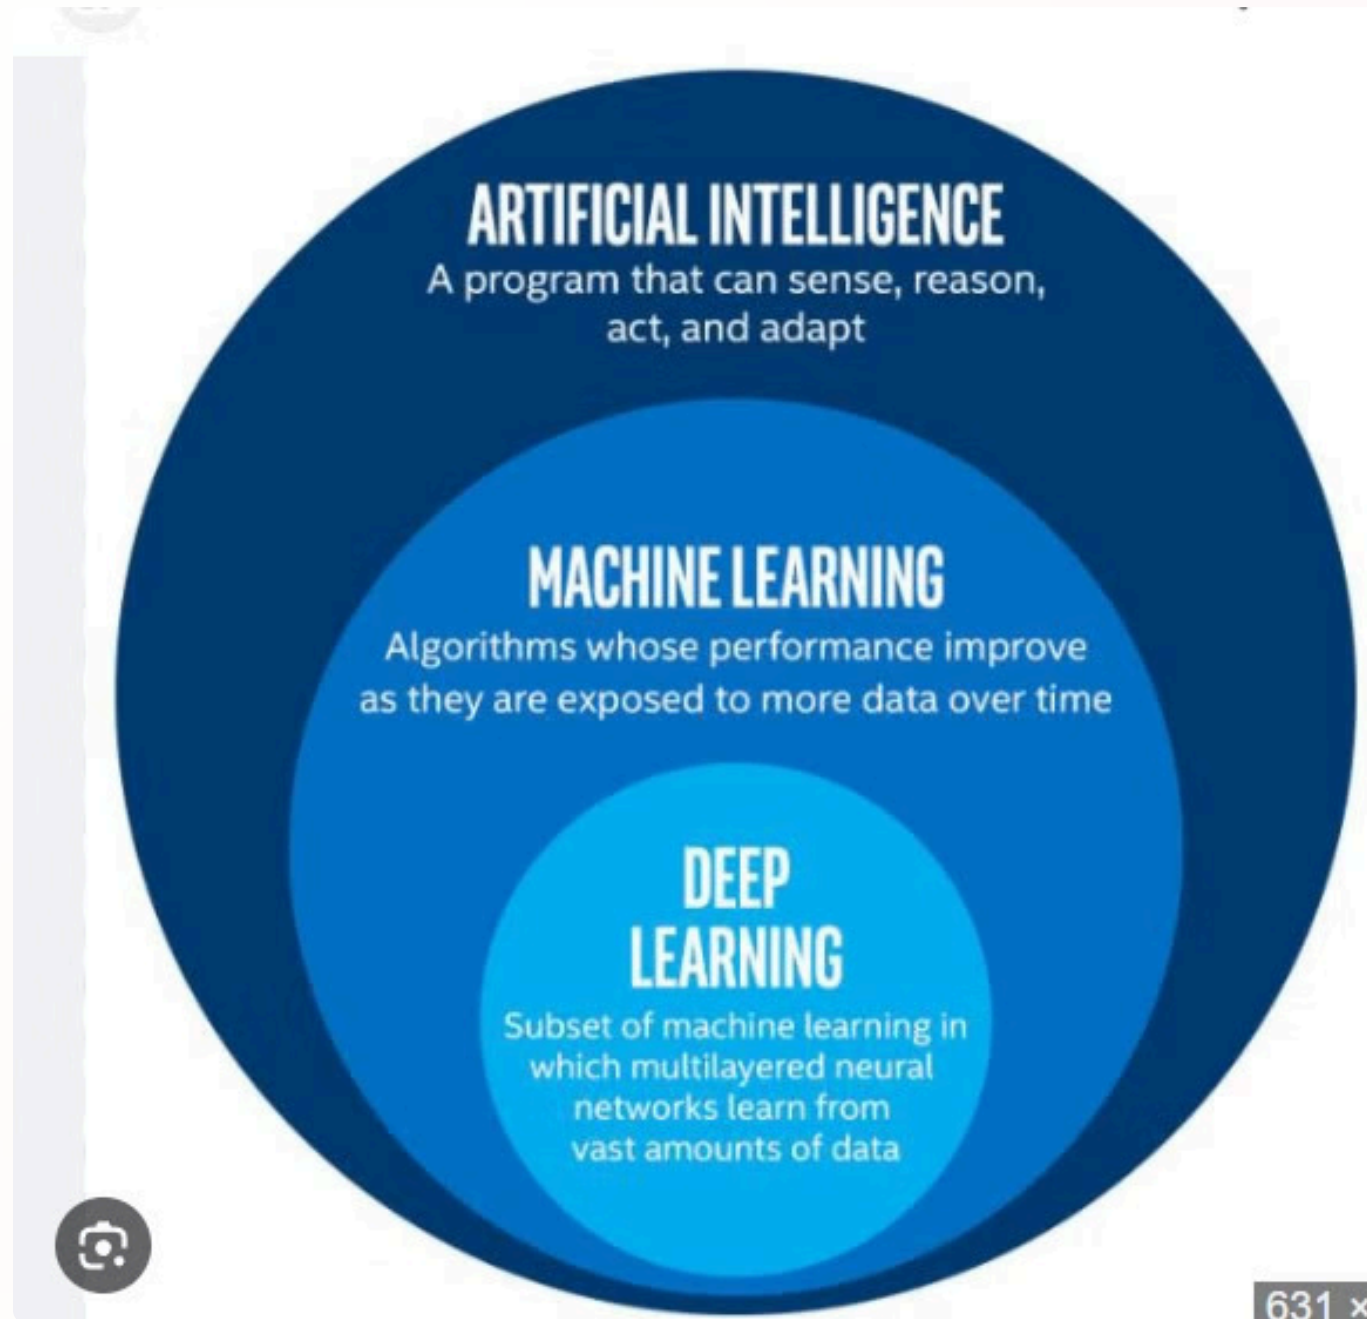 ARTIFICIAL INTELLIGENCE
A program that can sense, reason,
act, and adapt
MACHINE LEARNING
Algorithms whose performance improve
as they are exposed to more data over time
DEEP
LEARNING
Subset of machine learning in
which multilayered neural
networks learn from
vast amounts of data
631 ×